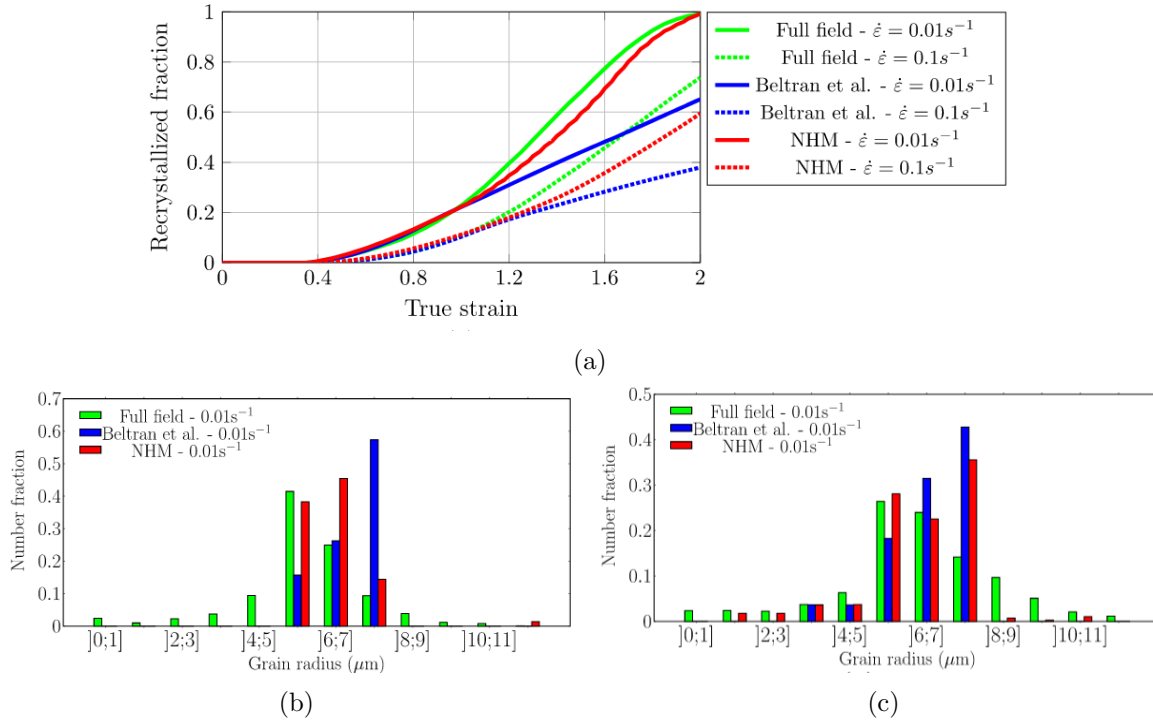 1
0.8
0.6
0.4
0.2
0
Recrystallized fraction
0 0.4 0.8 1.2 1.6 2
True strain
Full field - ε̇ = 0.01s⁻¹
Full field - ε̇ = 0.1s⁻¹
Beltran et al. - ε̇ = 0.01s⁻¹
Beltran et al. - ε̇ = 0.1s⁻¹
NHM - ε̇ = 0.01s⁻¹
NHM - ε̇ = 0.1s⁻¹
(a)
0.7
0.6
0.5
0.4
0.3
0.2
0.1
0
Number fraction
Full field - 0.01s⁻¹
Beltran et al. - 0.01s⁻¹
NHM - 0.01s⁻¹
]0;1] ]2;3] ]4;5] ]6;7] ]8;9] ]10;11]
Grain radius (μm)
(b)
0.5
0.4
0.3
0.2
0.1
0
Number fraction
Full field - 0.01s⁻¹
Beltran et al. - 0.01s⁻¹
NHM - 0.01s⁻¹
]0;1] ]2;3] ]4;5] ]6;7] ]8;9] ]10;11]
Grain radius (μm)
(c)